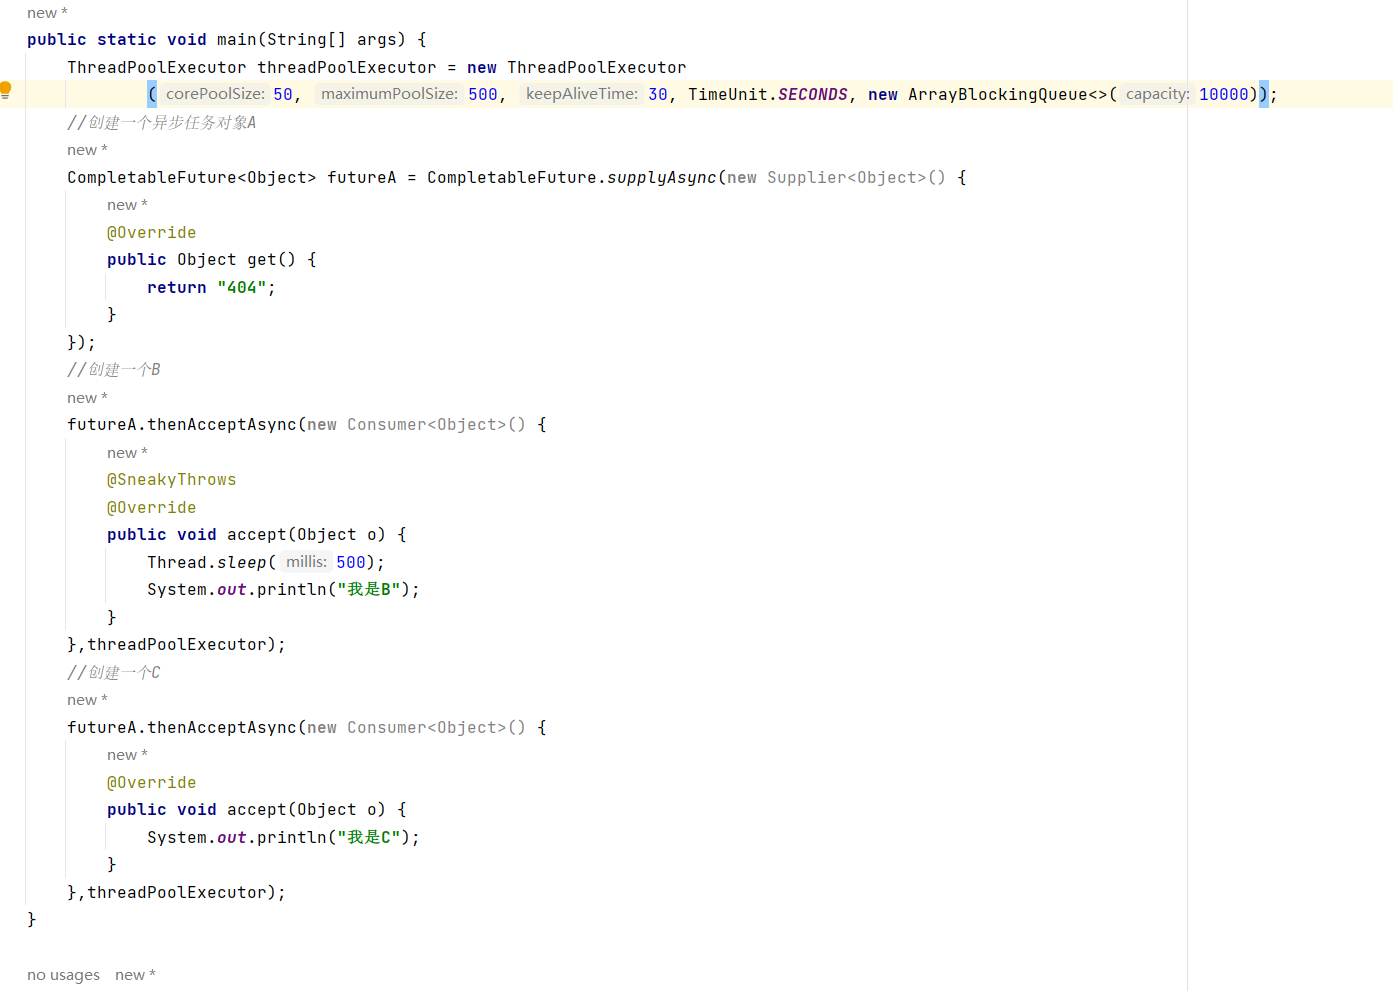 new *
public static void main(String[] args) {
ThreadPoolExecutor threadPoolExecutor = new ThreadPoolExecutor
( corePoolSize: 50, maximumPoolSize: 500, keepAliveTime: 30, TimeUnit.SECONDS, new ArrayBlockingQueue<>( capacity: 10000));
//创建一个异步任务对象A
new *
CompletableFuture<Object> futureA = CompletableFuture.supplyAsync(new Supplier<Object>() {
new *
@Override
public Object get() {
return "404";
}
});
//创建一个B
new *
futureA.thenAcceptAsync(new Consumer<Object>() {
new *
@SneakyThrows
@Override
public void accept(Object o) {
Thread.sleep( millis: 500);
System.out.println("我是B");
}
},threadPoolExecutor);
//创建一个C
new *
futureA.thenAcceptAsync(new Consumer<Object>() {
new *
@Override
public void accept(Object o) {
System.out.println("我是C");
}
},threadPoolExecutor);
}
no usages new *